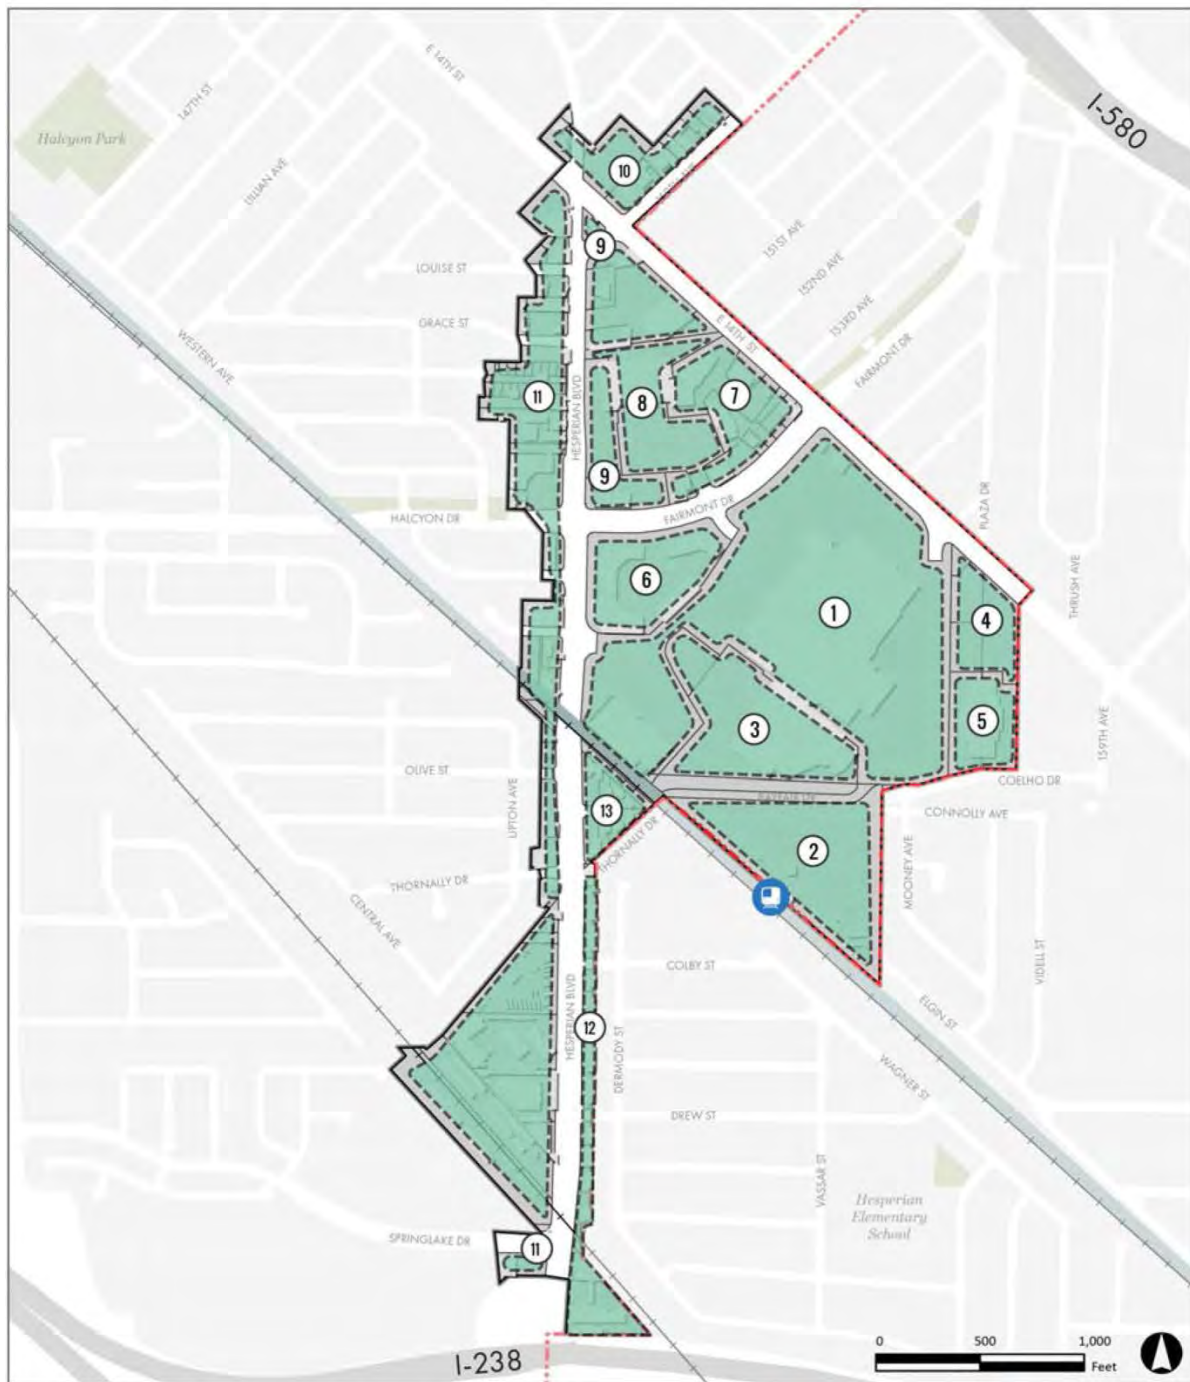 I-580
E 14TH ST
147TH ST
Halcyon Park
LILLIAN AVE
10
9
151ST AVE
152ND AVE
153RD AVE
FAIRMONT DR
LOUISE ST
GRACE ST
E 14TH ST
WESTERN AVE
HESPERIAN BLVD
11
8
7
9
FAIRMONT DR
HALCYON DR
PLAZA DR
THRUSH AVE
6
1
4
3
5
159TH AVE
OLIVE ST
LIPTON AVE
COELHO DR
CONNOLLY AVE
13
THORNALLY DR
2
MOONEY AVE
THORNALLY DR
CENTRAL AVE
COLBY ST
VIDELL ST
ELGIN ST
HESPERIAN BLVD
12
DERMODY ST
WAGNER ST
DREW ST
VASSAR ST
Hesperian
Elementary
School
SPRINGLAKE DR
11
I-238
0 500 1,000
Feet